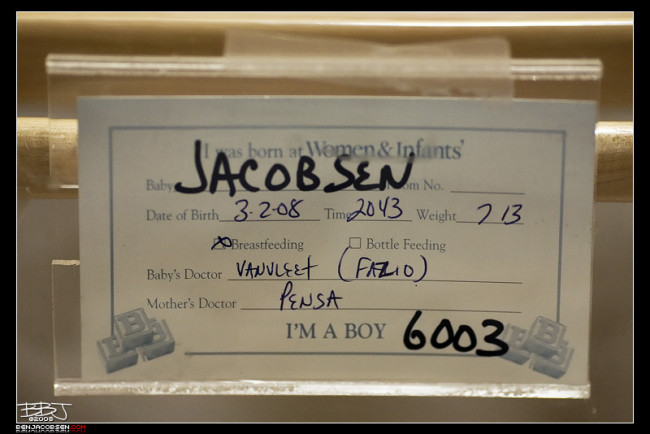 I was born at Women & Infants'
Baby JACOBSEN Room No.
Date of Birth 3-2-08 Time 2043 Weight 7 13
Breastfeeding Bottle Feeding
Baby's Doctor VANVLEET (FAZIO)
Mother's Doctor PENSA
I'M A BOY 6003
BBJ
©2008
BENJACOBSEN.COM